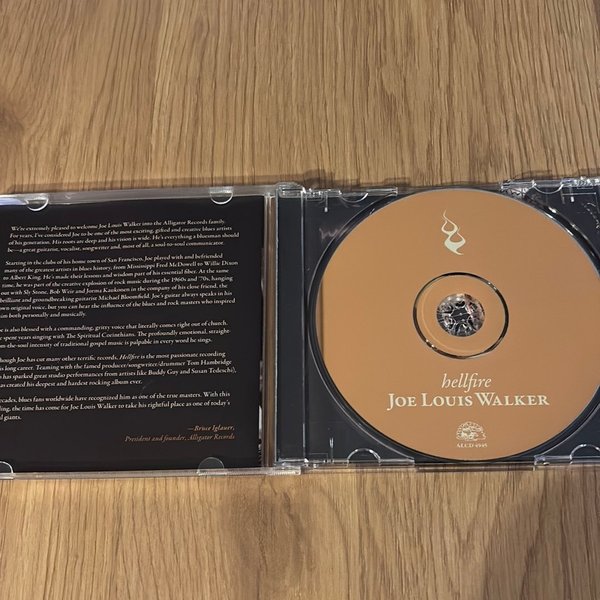 We're extremely pleased to welcome Joe Louis Walker into the Alligator Records family.
For years, I've considered Joe to be one of the most exciting, gifted and creative blues artists
of his generation. His roots are deep and his vision is wide. He's everything a bluesman should
be—a great guitarist, vocalist, songwriter and, most of all, a soul-to-soul communicator.
Starting in the clubs of his home town of San Francisco, Joe played with and befriended
many of the greatest artists in blues history, from Mississippi Fred McDowell to Willie Dixon
to Albert King. He's made their lessons and wisdom part of his essential fiber. At the same
time, he was part of the creative explosion of rock music during the 1960s and '70s, hanging
out with Sly Stone, Bob Weir and Jorma Kaukonen in the company of his close friend, the
brilliant and groundbreaking guitarist Michael Bloomfield. Joe's guitar always speaks in his
own original voice, but you can hear the influence of the blues and rock masters who inspired
him both personally and musically.
e is also blessed with a commanding, gritty voice that literally comes right out of church.
e spent years singing with The Spiritual Corinthians. The profoundly emotional, straight-
m-the-soul intensity of traditional gospel music is palpable in every word he sings.
hough Joe has cut many other terrific records, Hellfire is the most passionate recording
his long career. Teaming with the famed producer/songwriter/drummer Tom Hambridge
o has sparked great studio performances from artists like Buddy Guy and Susan Tedeschi),
as created his deepest and hardest rocking album ever.
ecades, blues fans worldwide have recognized him as one of the true masters. With this
ding, the time has come for Joe Louis Walker to take his rightful place as one of today's
l giants.
—Bruce Iglauer,
President and founder, Alligator Records
hellfire
JOE LOUIS WALKER
ALCD 4945